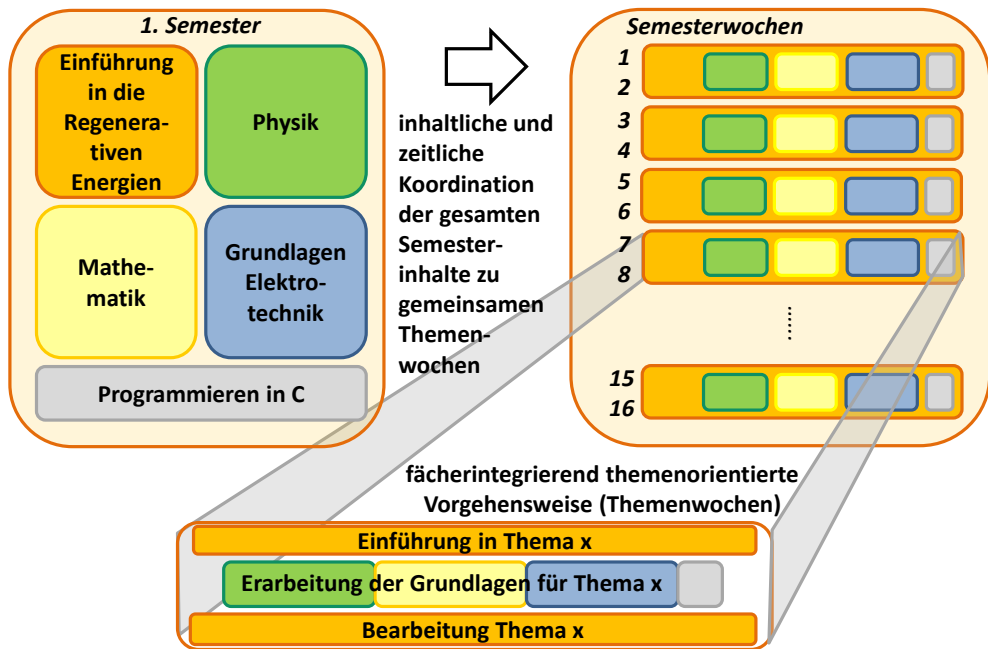 1. Semester
Einführung
in die
Regenera-
tiven
Energien
Physik
Mathe-
matik
Grundlagen
Elektro-
technik
Programmieren in C
inhaltliche und
zeitliche
Koordination
der gesamten
Semester-
inhalte zu
gemeinsamen
Themen-
wochen
Semesterwochen
1
2
3
4
5
6
7
8
......
15
16
fächerintegrierend themenorientierte
Vorgehensweise (Themenwochen)
Einführung in Thema x
Erarbeitung der Grundlagen für Thema x
Bearbeitung Thema x